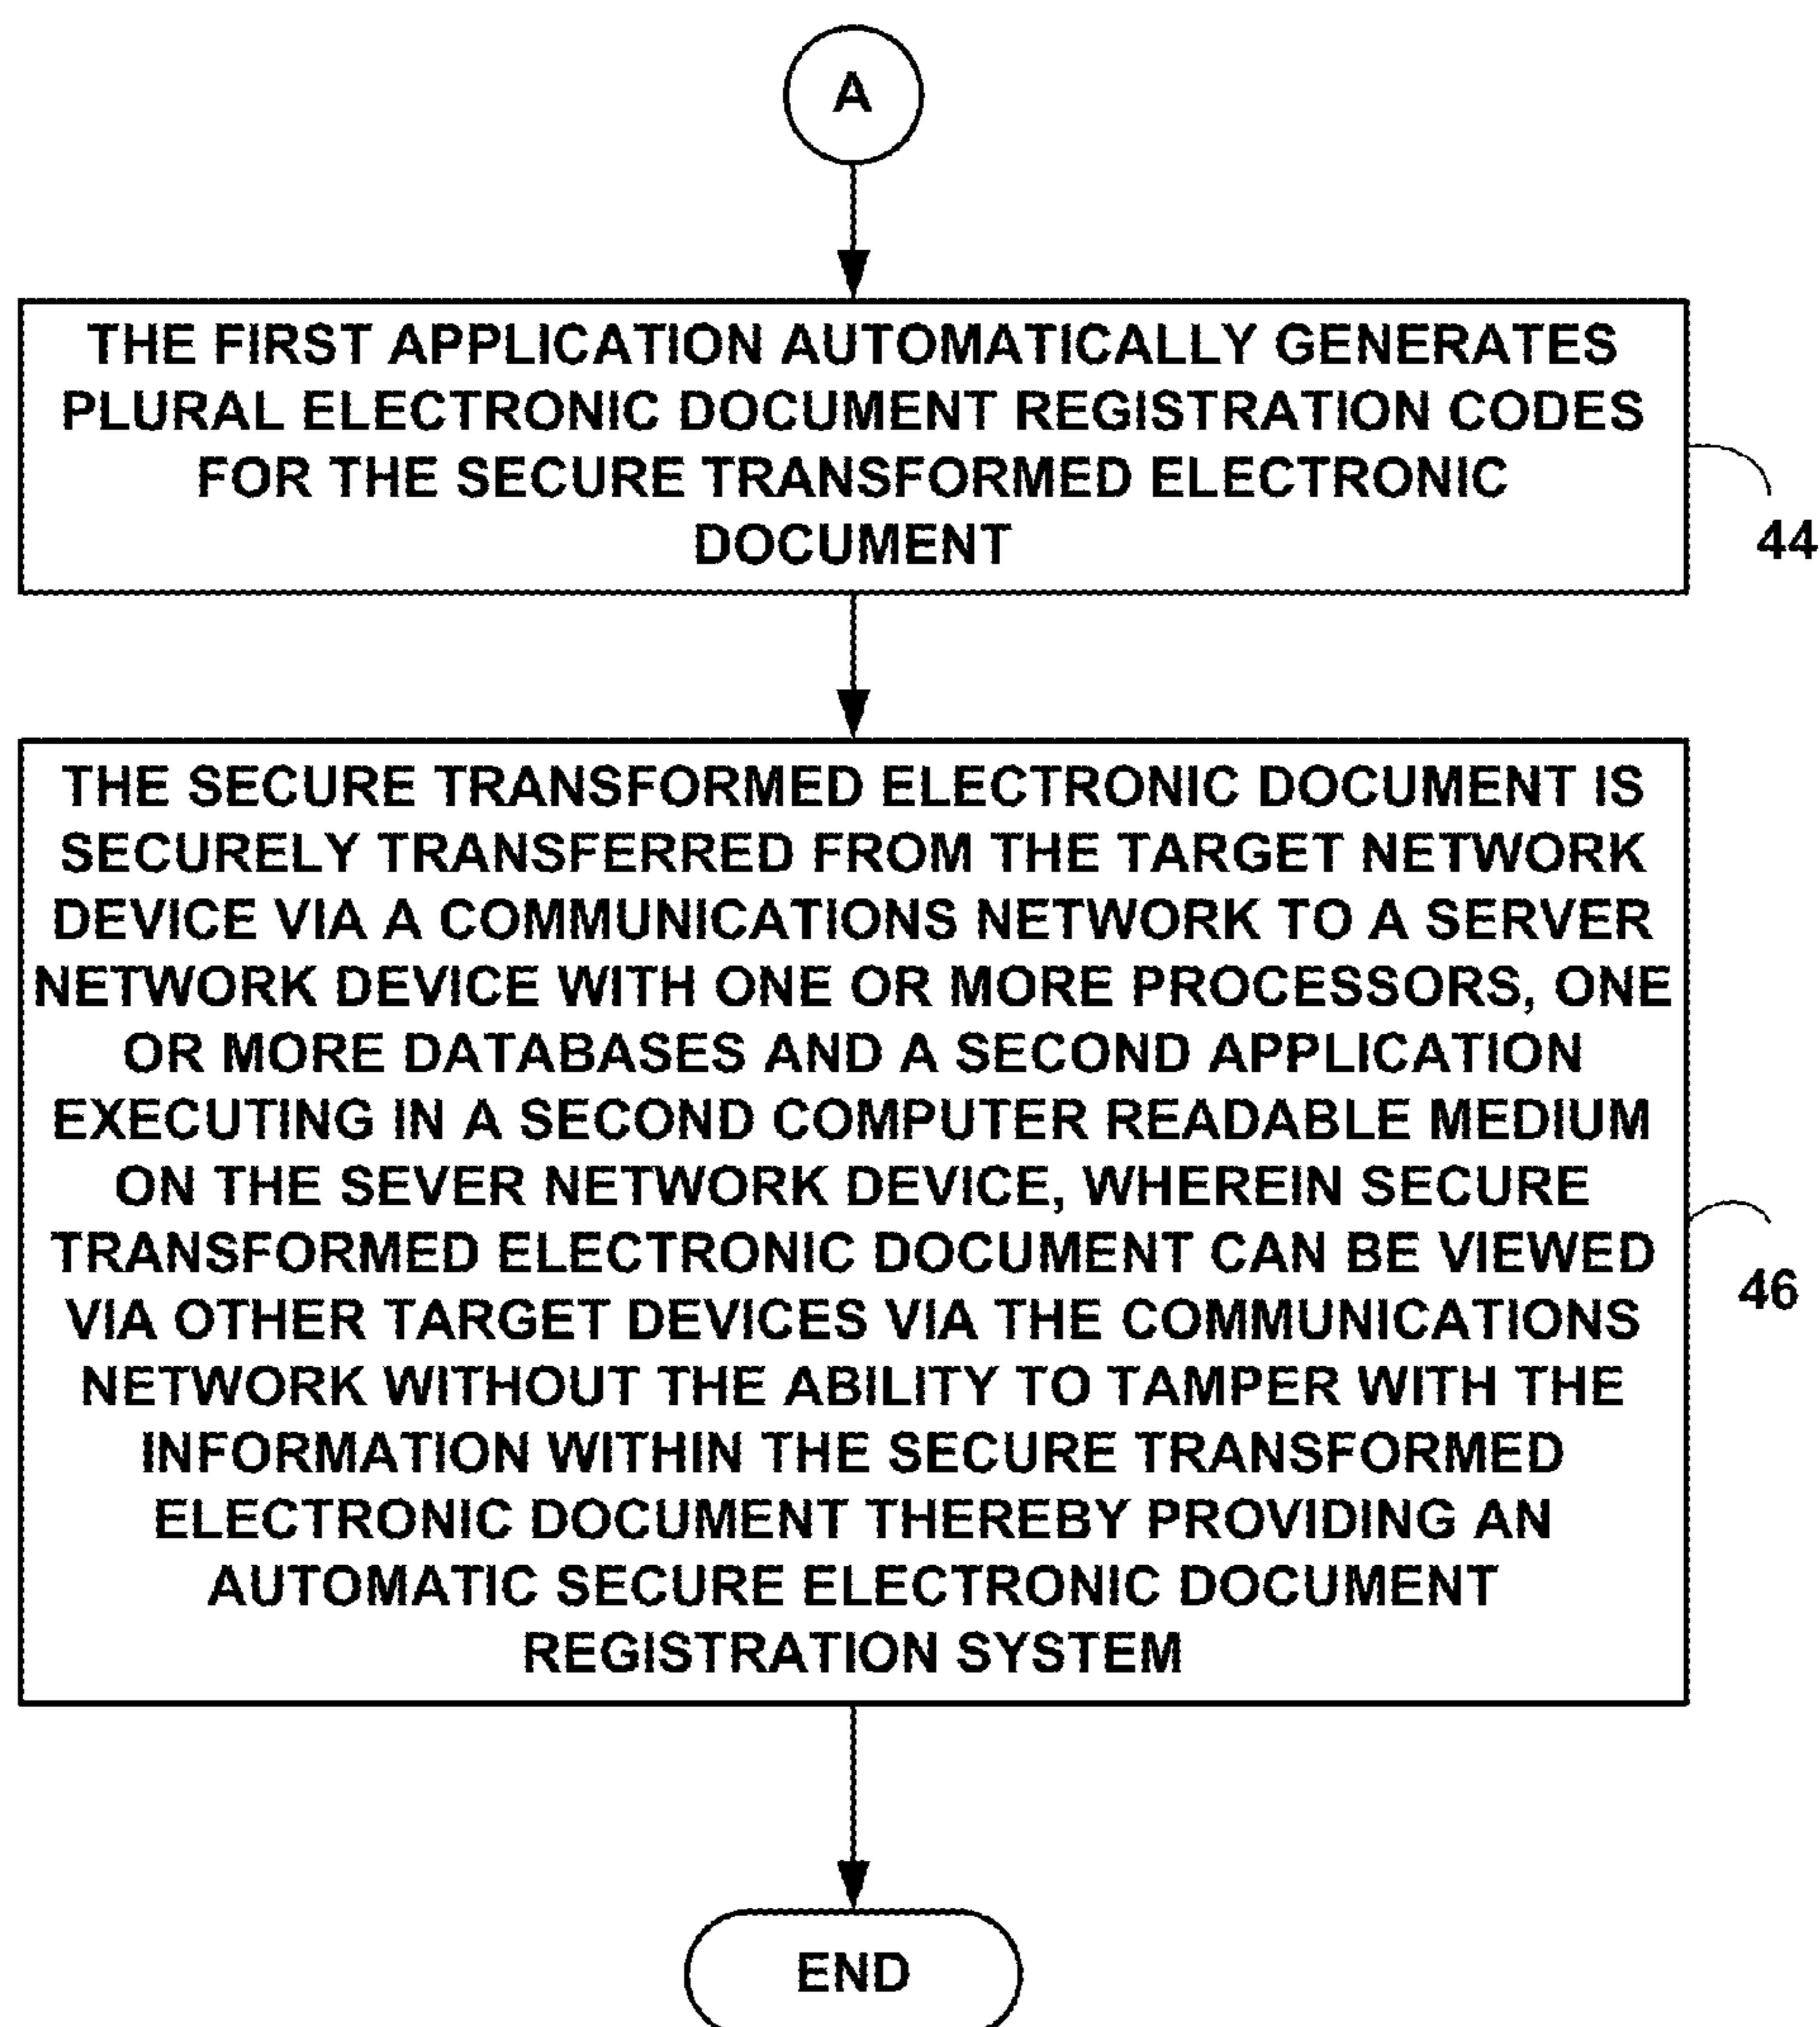 A
THE FIRST APPLICATION AUTOMATICALLY GENERATES
PLURAL ELECTRONIC DOCUMENT REGISTRATION CODES
FOR THE SECURE TRANSFORMED ELECTRONIC
DOCUMENT
44
THE SECURE TRANSFORMED ELECTRONIC DOCUMENT IS
SECURELY TRANSFERRED FROM THE TARGET NETWORK
DEVICE VIA A COMMUNICATIONS NETWORK TO A SERVER
NETWORK DEVICE WITH ONE OR MORE PROCESSORS, ONE
OR MORE DATABASES AND A SECOND APPLICATION
EXECUTING IN A SECOND COMPUTER READABLE MEDIUM
ON THE SEVER NETWORK DEVICE, WHEREIN SECURE
TRANSFORMED ELECTRONIC DOCUMENT CAN BE VIEWED
VIA OTHER TARGET DEVICES VIA THE COMMUNICATIONS
NETWORK WITHOUT THE ABILITY TO TAMPER WITH THE
INFORMATION WITHIN THE SECURE TRANSFORMED
ELECTRONIC DOCUMENT THEREBY PROVIDING AN
AUTOMATIC SECURE ELECTRONIC DOCUMENT
REGISTRATION SYSTEM
46
END